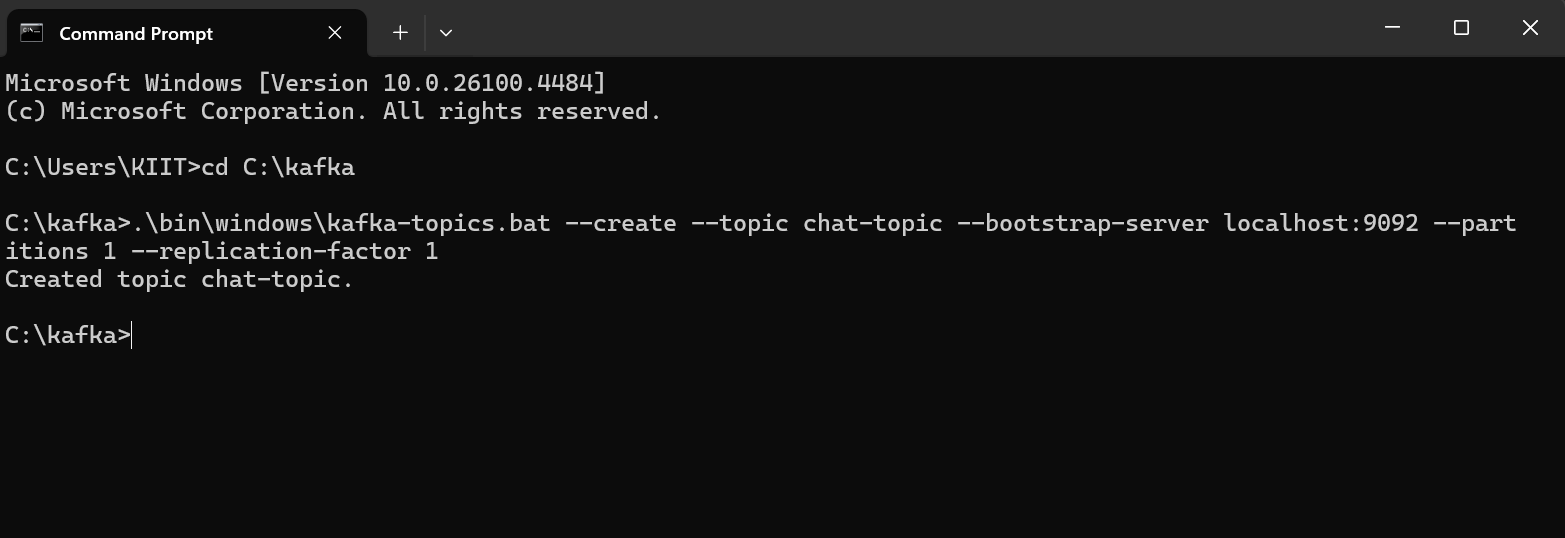 Command Prompt
Microsoft Windows [Version 10.0.26100.4484]
(c) Microsoft Corporation. All rights reserved.
C:\Users\KIIT>cd C:\kafka
C:\kafka>.\bin\windows\kafka-topics.bat --create --topic chat-topic --bootstrap-server localhost:9092 --part
itions 1 --replication-factor 1
Created topic chat-topic.
C:\kafka>